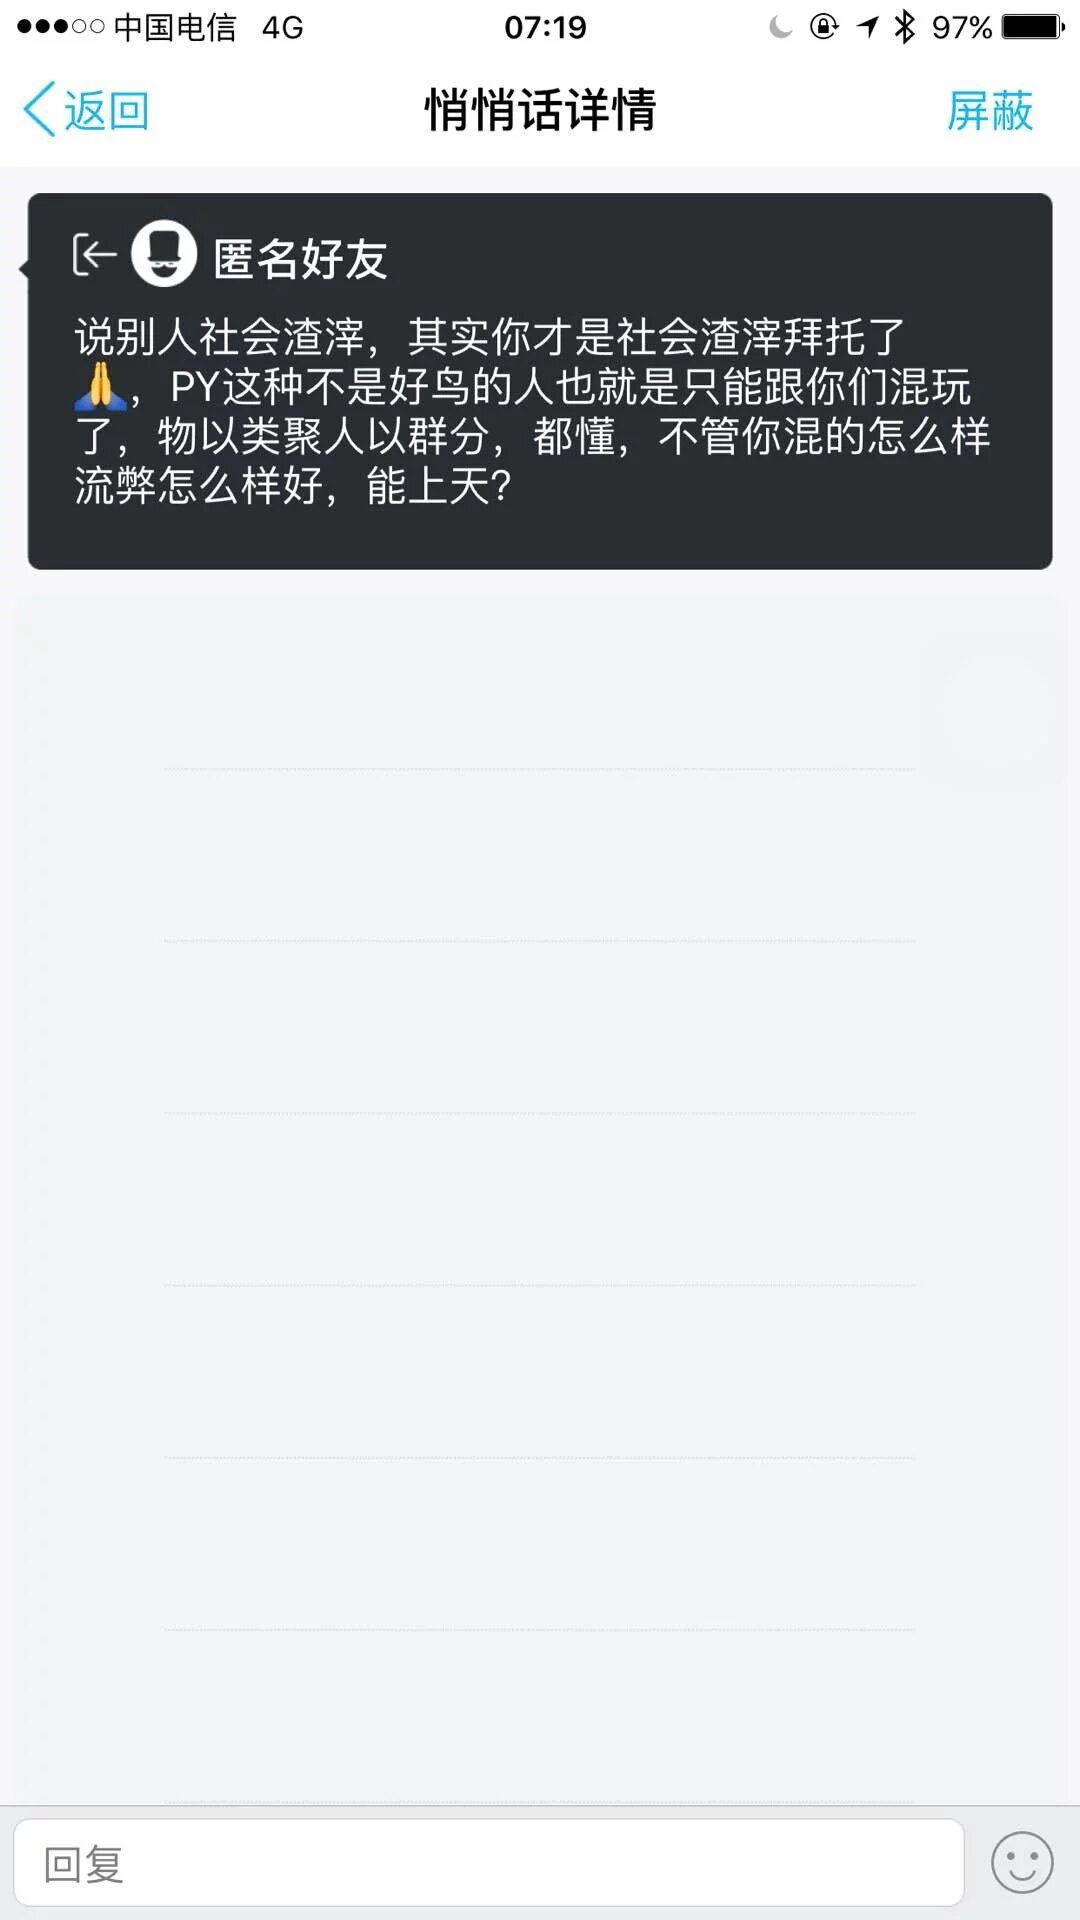 中国电信 4G 07:19 97%
返回 悄悄话详情 屏蔽
匿名好友
说别人社会渣滓，其实你才是社会渣滓拜托了
🙏，PY这种不是好鸟的人也就是只能跟你们混玩
了，物以类聚人以群分，都懂，不管你混的怎么样
流弊怎么样好，能上天？
回复